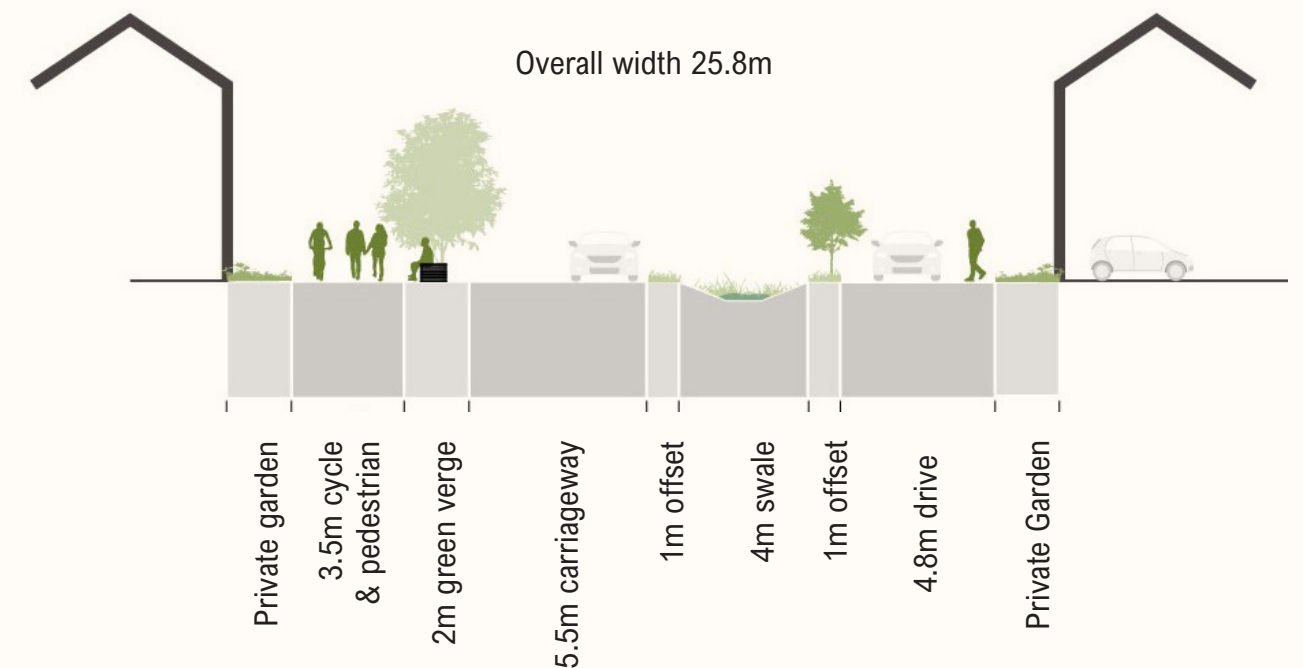 Overall width 25.8m
Private garden
3.5m cycle
& pedestrian
2m green verge
5.5m carriageway
1m offset
4m swale
1m offset
4.8m drive
Private Garden